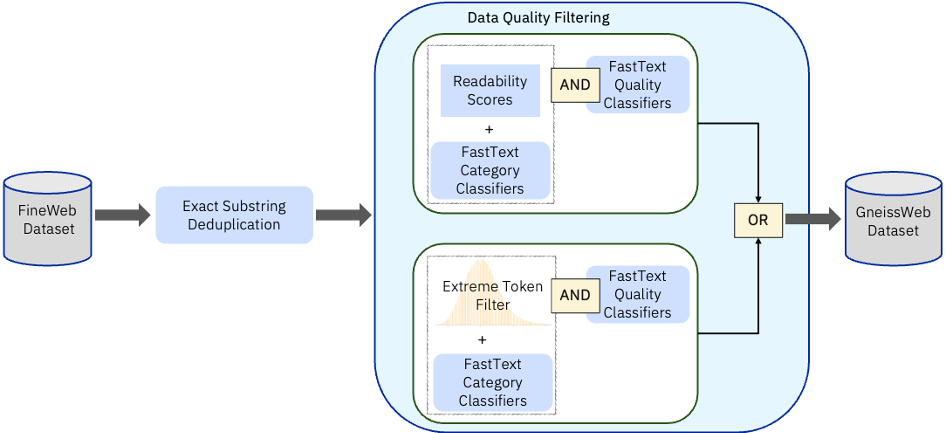 Data Quality Filtering
Readability
Scores
+
FastText
Category
Classifiers
AND
FastText
Quality
Classifiers
FineWeb
Dataset
Exact Substring
Deduplication
OR
GneissWeb
Dataset
Extreme Token
Filter
+
FastText
Category
Classifiers
AND
FastText
Quality
Classifiers